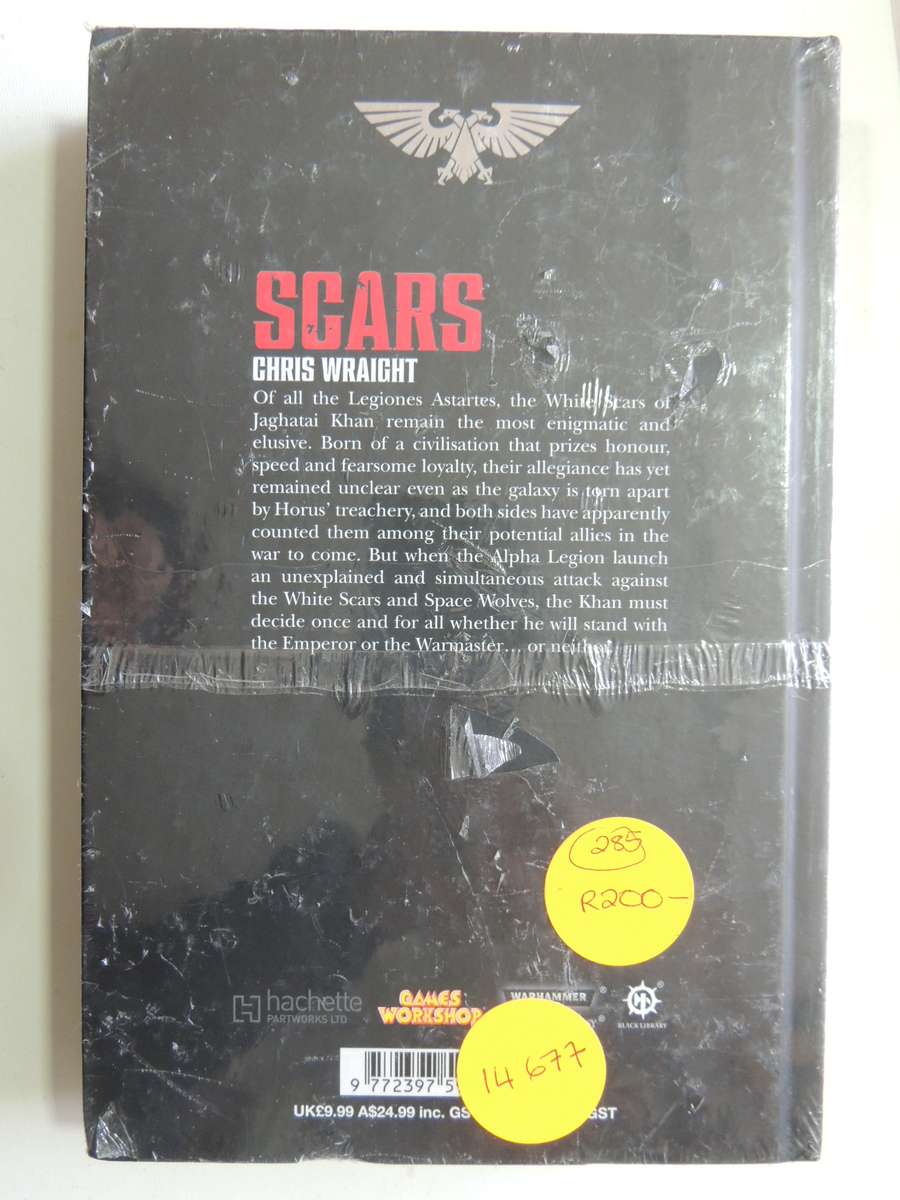 SCARS
CHRIS WRAIGHT
Of all the Legiones Astartes, the White Scars of
Jaghatai Khan remain the most enigmatic and
elusive. Born of a civilisation that prizes honour,
speed and fearsome loyalty, their allegiance has yet
remained unclear even as the galaxy is torn apart
by Horus' treachery, and both sides have apparently
counted them among their potential allies in the
war to come. But when the Alpha Legion launch
an unexplained and simultaneous attack against
the White Scars and Space Wolves, the Khan must
decide once and for all whether he will stand with
the Emperor or the Warmaster... or neither.
285
R200-
H hachette
PARTWORKS LTD
GAMES
WORKSHOP
WARHAMMER®
BLACK LIBRARY
9 772397 5
14 677
UK£9.99 A$24.99 inc. GS
GST